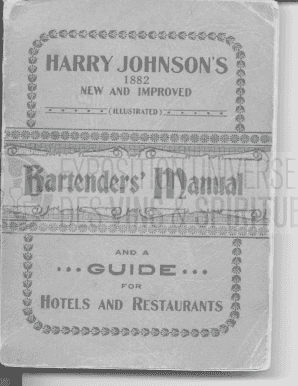 HARRY JOHNSON'S
1882
NEW AND IMPROVED
(ILLUSTRATED)
Bartenders' Manual
AND A
...GUIDE...
FOR
HOTELS AND RESTAURANTS